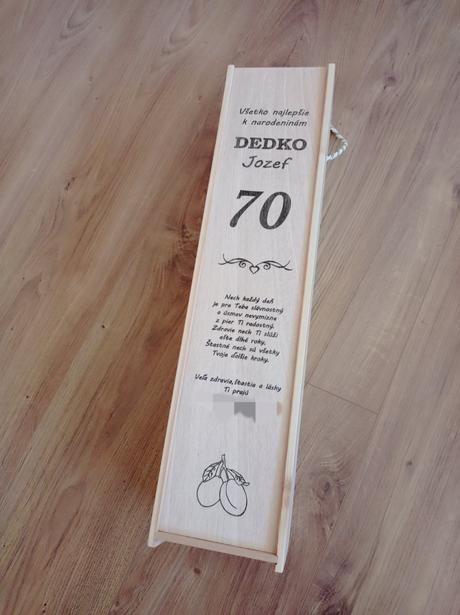 Všetko najlepšie
k narodeninám
DEDKO
Jozef
70
Nech každý deň
je pre Teba slávnostný
a úsmev nevymizne
z pier Ti radostný.
Zdravie nech Ti slúži
ešte dlhé roky,
Šťastné nech sú všetky
Tvoje ďalšie kroky.
Veľa zdravia, šťastia a lásky
Ti prajú